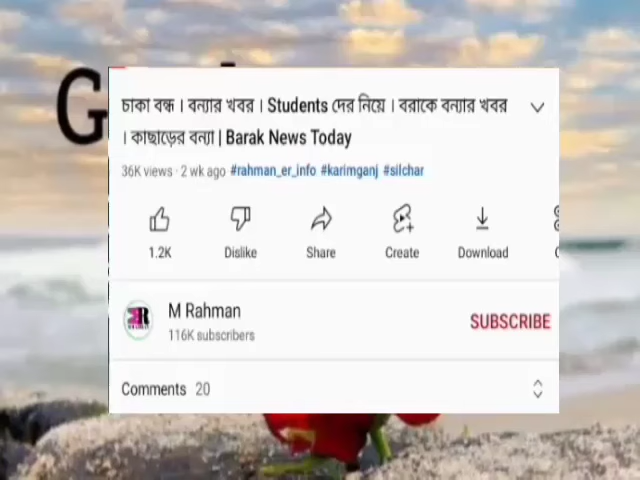 চাকা বন্ধ । বন্যার খবর । Students দের নিয়ে । বরাকে বন্যার খবর
। কাছাড়ের বন্যা | Barak News Today
36K views · 2 wk ago #rahman_er_info #karimganj #silchar
1.2K Dislike Share Create Download
M Rahman
116K subscribers
SUBSCRIBE
Comments 20